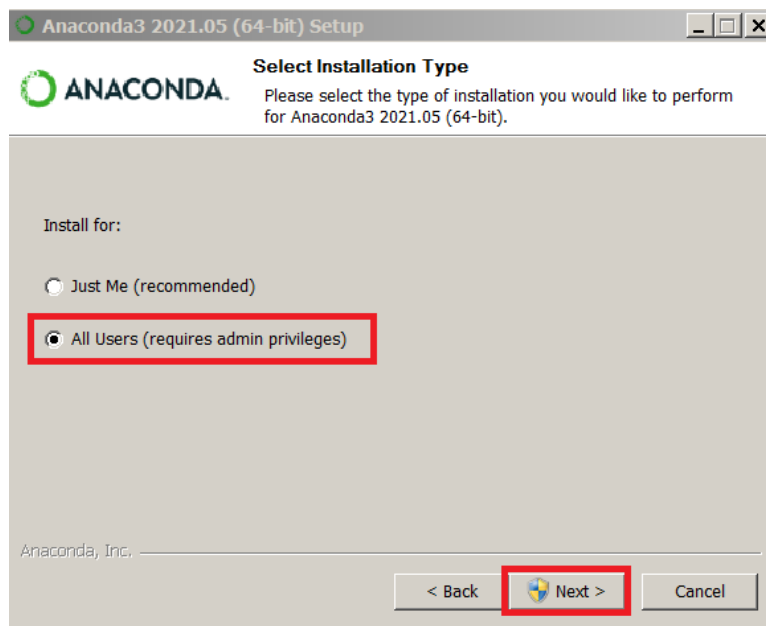 Anaconda3 2021.05 (64-bit) Setup
ANACONDA.
Select Installation Type
Please select the type of installation you would like to perform
for Anaconda3 2021.05 (64-bit).
Install for:
Just Me (recommended)
All Users (requires admin privileges)
Anaconda, Inc.
< Back
Next >
Cancel